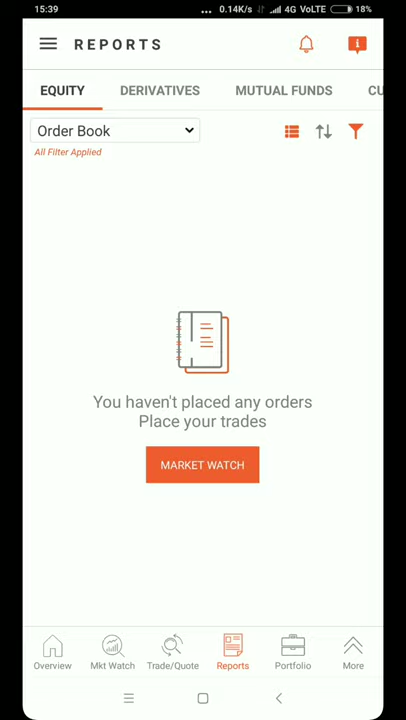 15:39 ... 0.14K/s 4G VoLTE 18%
REPORTS
EQUITY DERIVATIVES MUTUAL FUNDS CU
Order Book
All Filter Applied
You haven't placed any orders
Place your trades
MARKET WATCH
Overview Mkt Watch Trade/Quote Reports Portfolio More